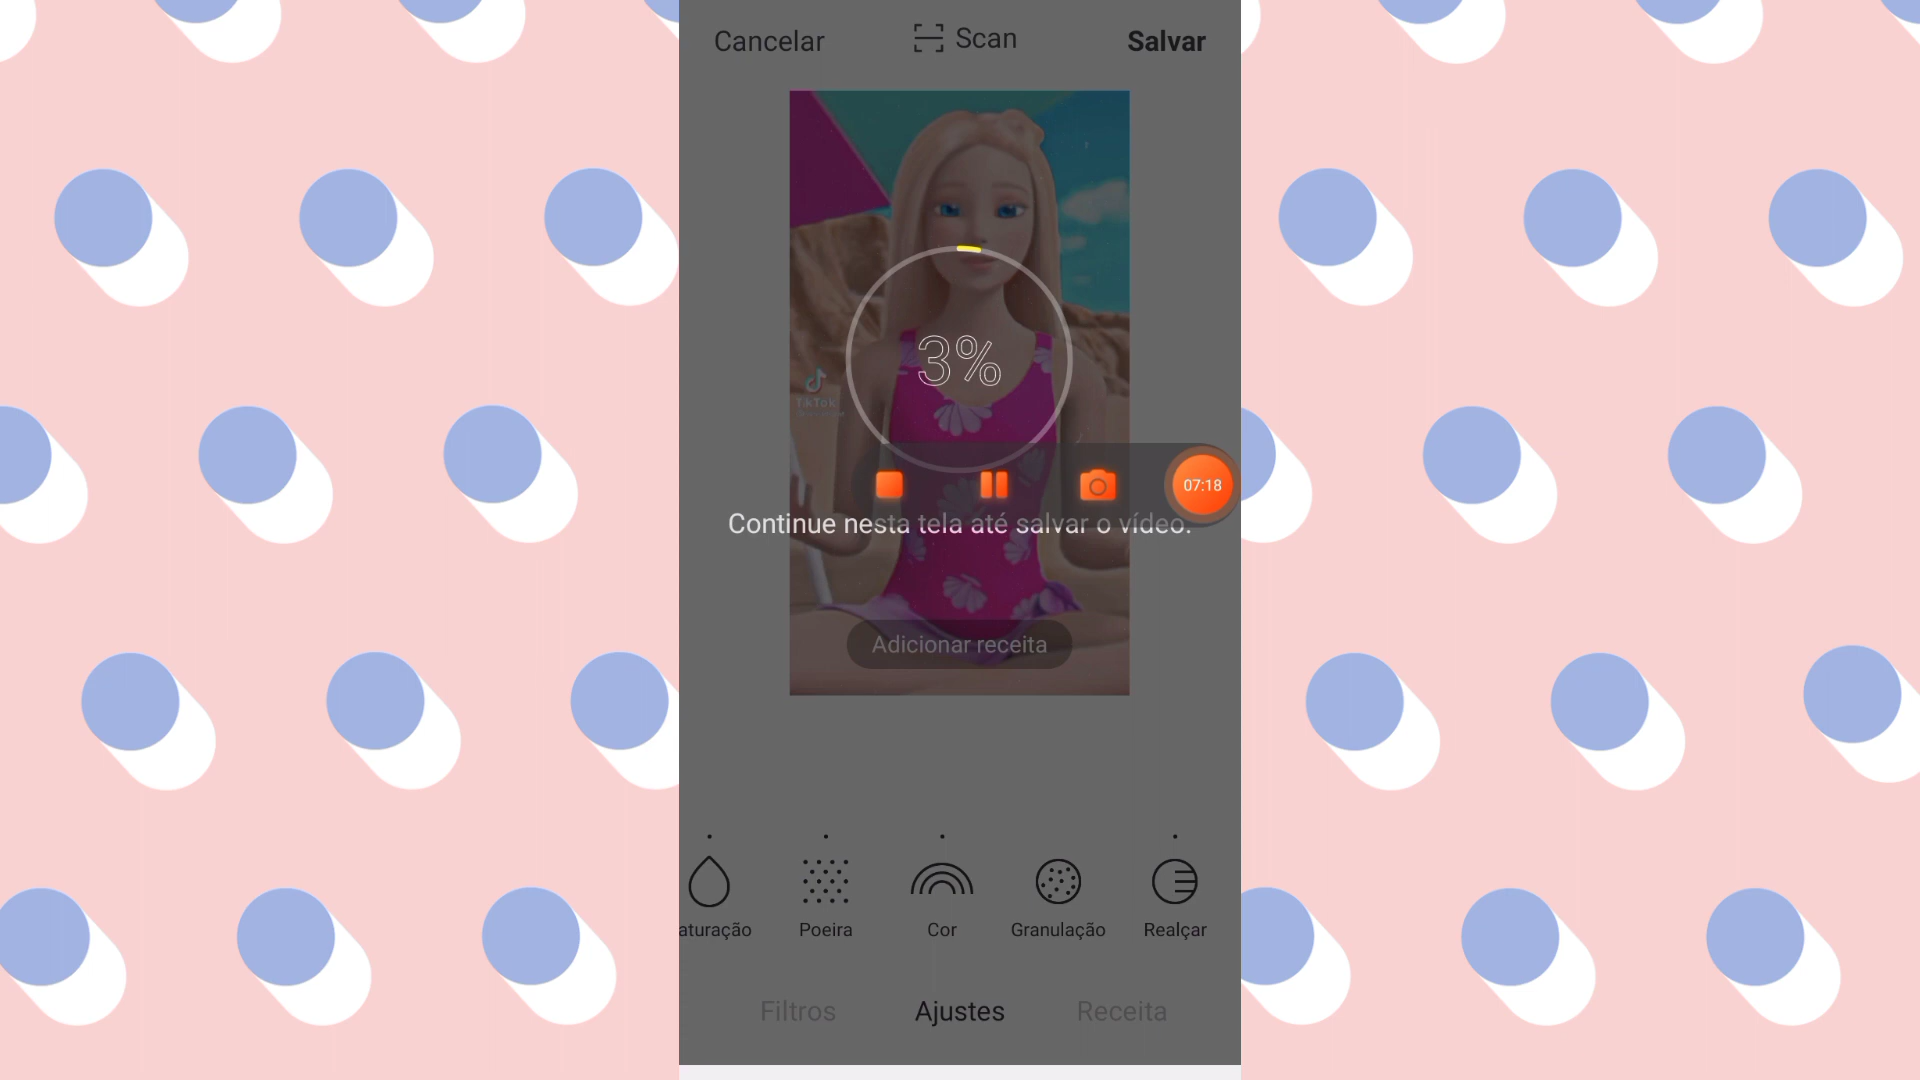 Cancelar
Scan
Salvar
3%
TikTok
07:18
Continue nesta tela até salvar o vídeo.
Adicionar receita
aturação
Poeira
Cor
Granulação
Realçar
Filtros
Ajustes
Receita